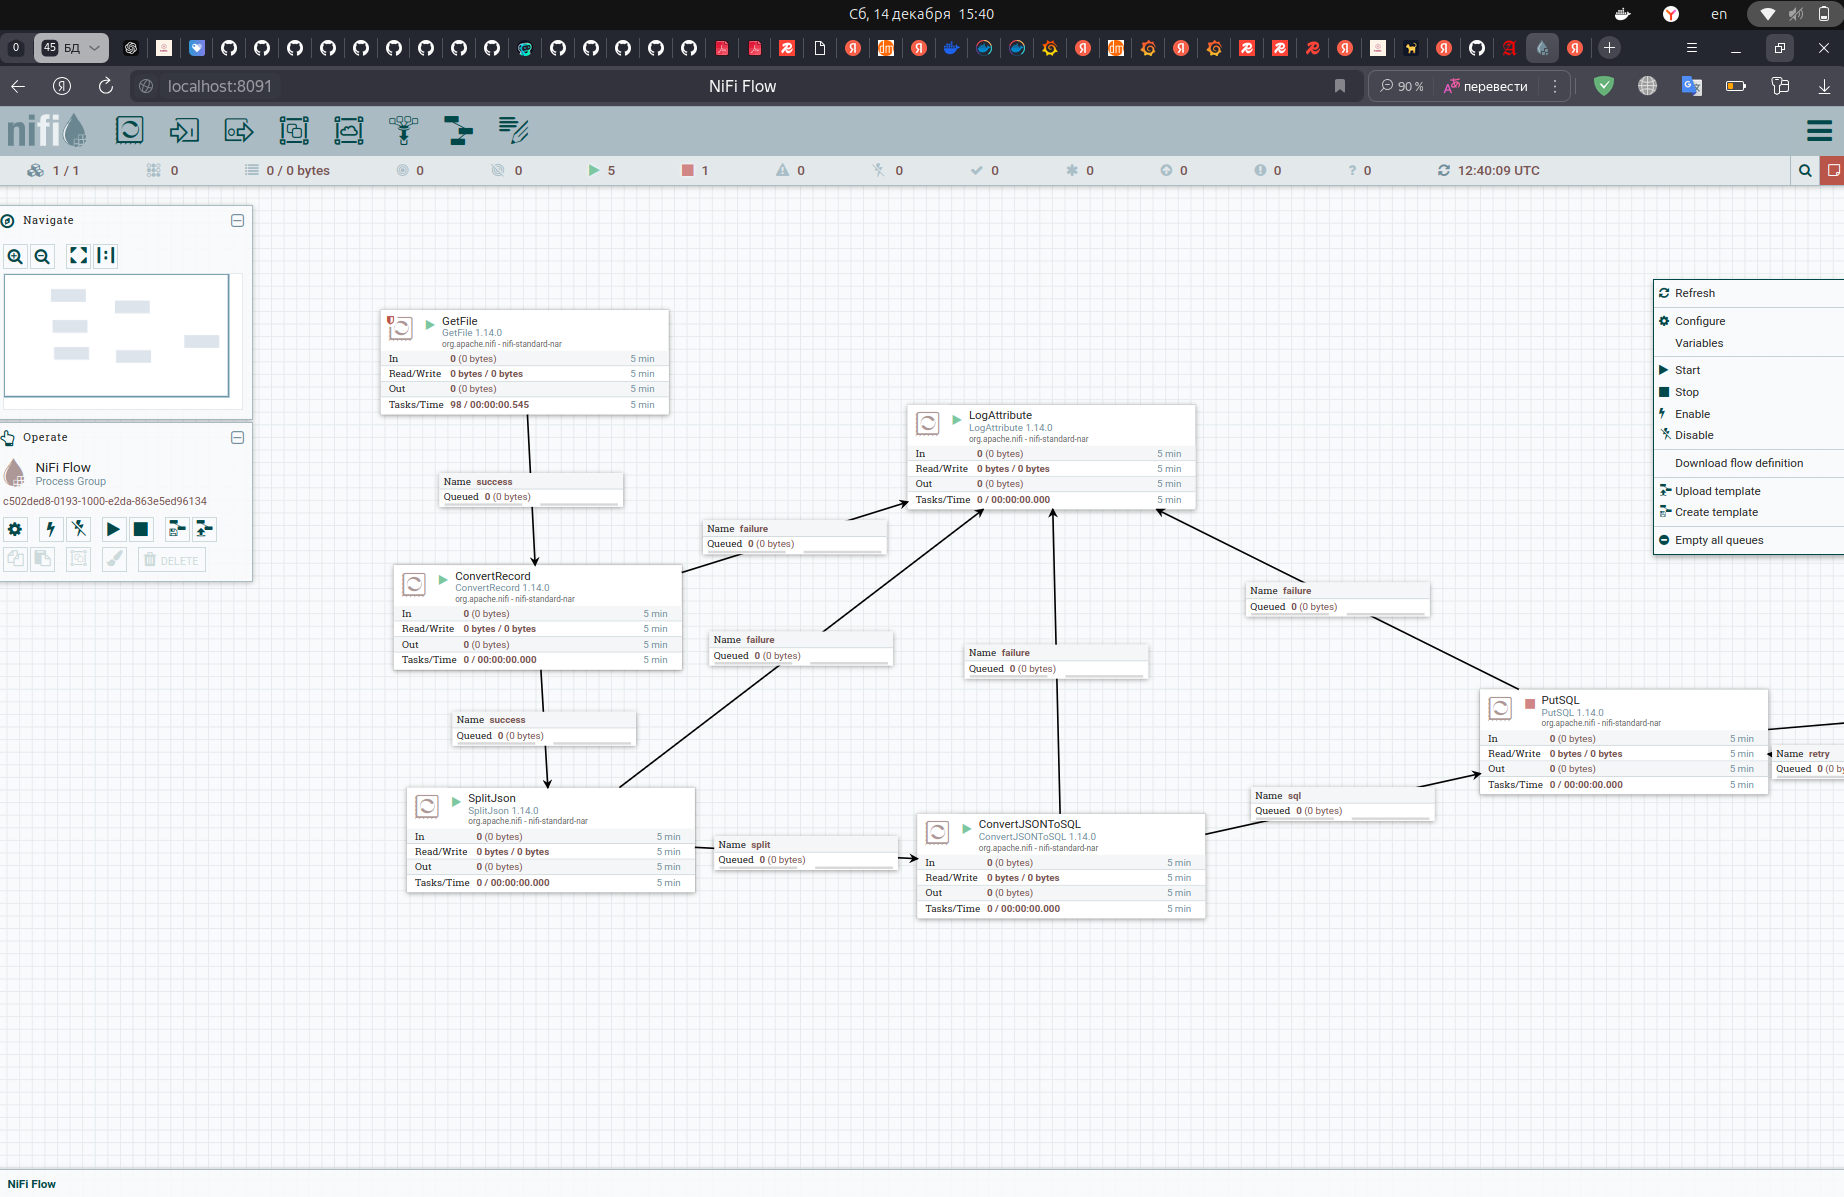 Сб, 14 декабря 15:40
en
0
45 БД
localhost:8091
NiFi Flow
90 %
перевести
nifi
1 / 1
0
0 / 0 bytes
0
0
5
1
0
0
0
0
0
0
0
12:40:09 UTC
Navigate
Operate
NiFi Flow
Process Group
c502ded8-0193-1000-e2da-863e5ed96134
DELETE
GetFile
GetFile 1.14.0
org.apache.nifi - nifi-standard-nar
In 0 (0 bytes) 5 min
Read/Write 0 bytes / 0 bytes 5 min
Out 0 (0 bytes) 5 min
Tasks/Time 98 / 00:00:00.545 5 min
Name success
Queued 0 (0 bytes)
ConvertRecord
ConvertRecord 1.14.0
org.apache.nifi - nifi-standard-nar
In 0 (0 bytes) 5 min
Read/Write 0 bytes / 0 bytes 5 min
Out 0 (0 bytes) 5 min
Tasks/Time 0 / 00:00:00.000 5 min
Name success
Queued 0 (0 bytes)
SplitJson
SplitJson 1.14.0
org.apache.nifi - nifi-standard-nar
In 0 (0 bytes) 5 min
Read/Write 0 bytes / 0 bytes 5 min
Out 0 (0 bytes) 5 min
Tasks/Time 0 / 00:00:00.000 5 min
Name failure
Queued 0 (0 bytes)
Name failure
Queued 0 (0 bytes)
Name split
Queued 0 (0 bytes)
LogAttribute
LogAttribute 1.14.0
org.apache.nifi - nifi-standard-nar
In 0 (0 bytes) 5 min
Read/Write 0 bytes / 0 bytes 5 min
Out 0 (0 bytes) 5 min
Tasks/Time 0 / 00:00:00.000 5 min
Name failure
Queued 0 (0 bytes)
ConvertJSONToSQL
ConvertJSONToSQL 1.14.0
org.apache.nifi - nifi-standard-nar
In 0 (0 bytes) 5 min
Read/Write 0 bytes / 0 bytes 5 min
Out 0 (0 bytes) 5 min
Tasks/Time 0 / 00:00:00.000 5 min
Name failure
Queued 0 (0 bytes)
Name sql
Queued 0 (0 bytes)
PutSQL
PutSQL 1.14.0
org.apache.nifi - nifi-standard-nar
In 0 (0 bytes) 5 min
Read/Write 0 bytes / 0 bytes 5 min
Out 0 (0 bytes) 5 min
Tasks/Time 0 / 00:00:00.000 5 min
Name retry
Queued 0 (0 by
Refresh
Configure
Variables
Start
Stop
Enable
Disable
Download flow definition
Upload template
Create template
Empty all queues
NiFi Flow